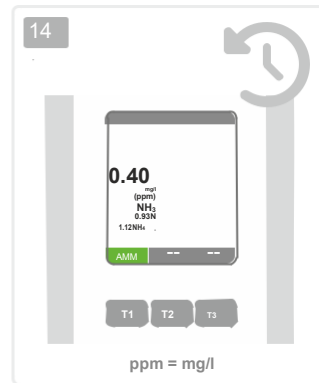 14
0.40
mg/l
(ppm)
NH₃
0.93N
1.12NH₄ .
AMM -- --
T1 T2 T3
ppm = mg/l